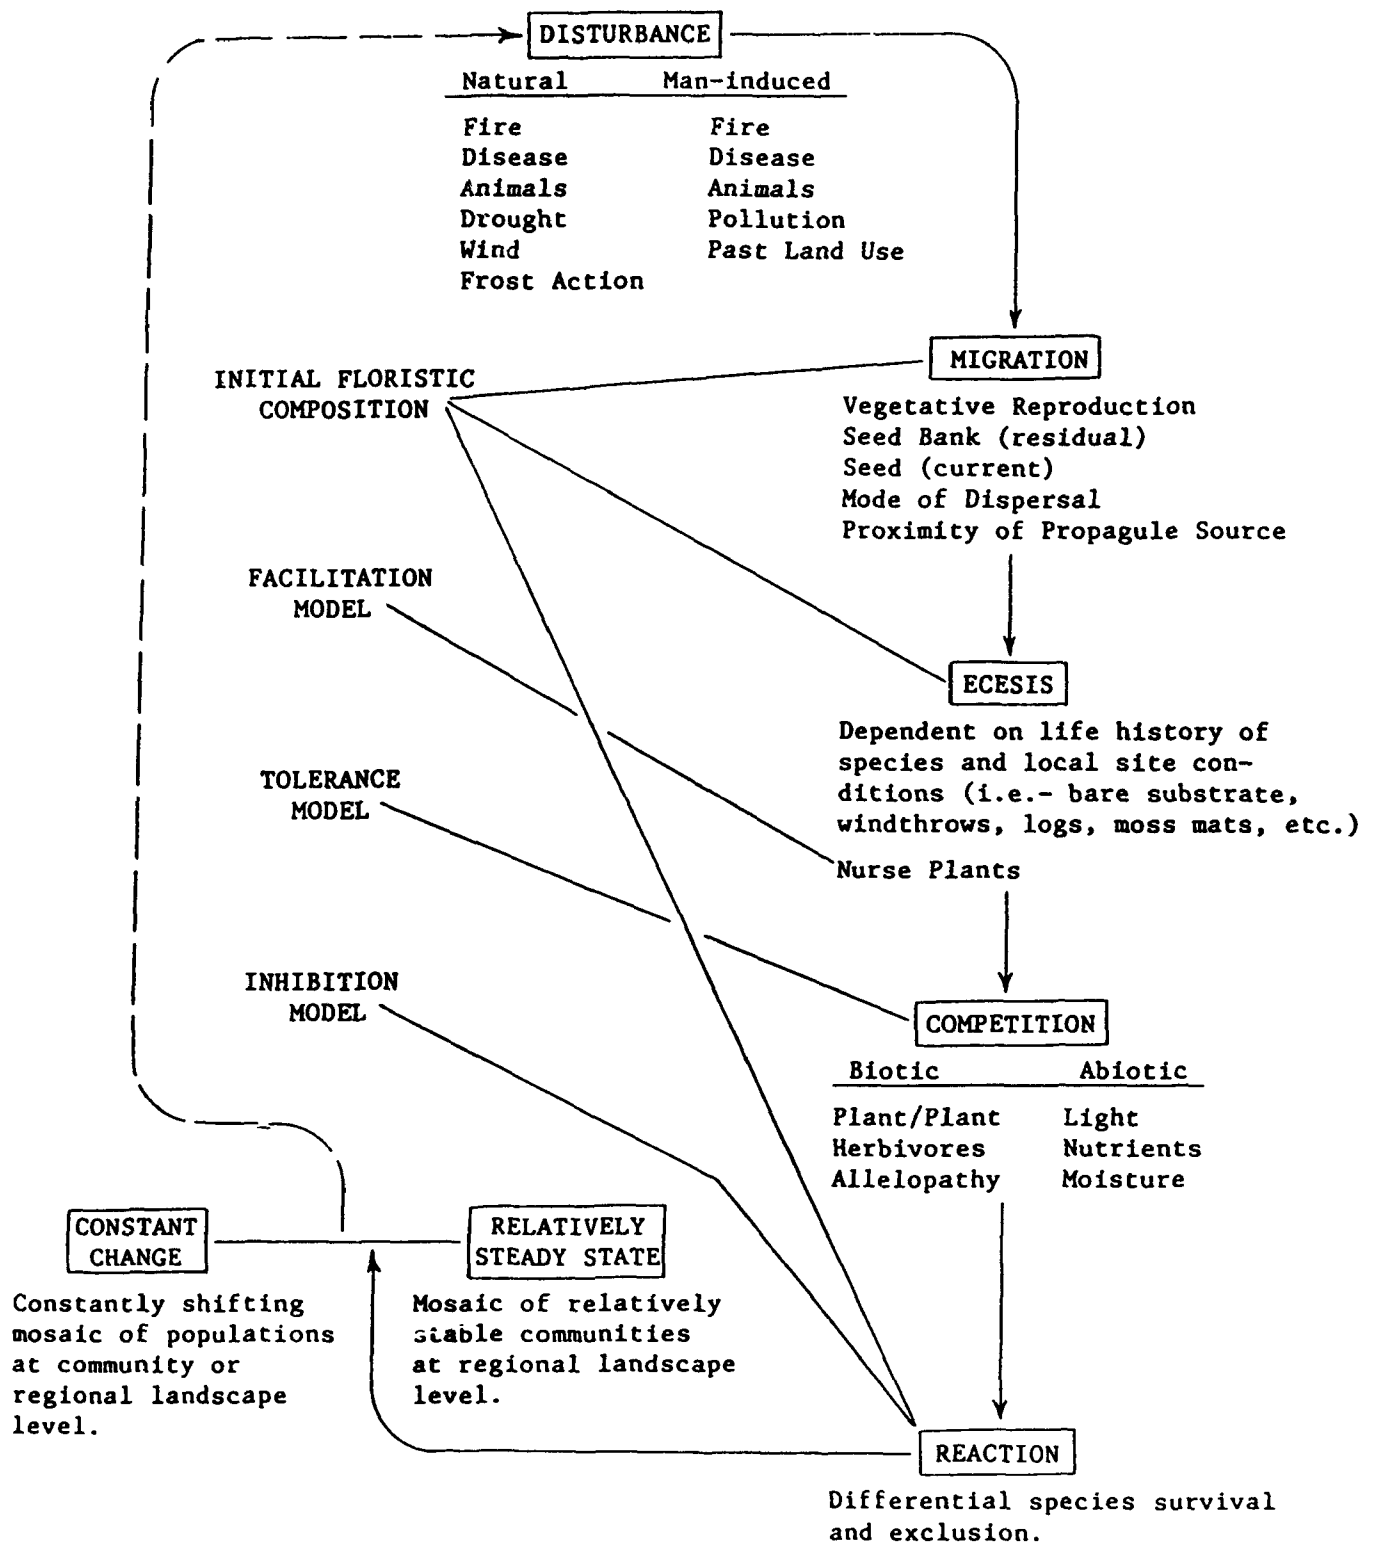 DISTURBANCE
Natural Man-induced
Fire Fire
Disease Disease
Animals Animals
Drought Pollution
Wind Past Land Use
Frost Action
MIGRATION
Vegetative Reproduction
Seed Bank (residual)
Seed (current)
Mode of Dispersal
Proximity of Propagule Source
INITIAL FLORISTIC
COMPOSITION
FACILITATION
MODEL
ECESIS
Dependent on life history of
species and local site con-
ditions (i.e.- bare substrate,
windthrows, logs, moss mats, etc.)
Nurse Plants
TOLERANCE
MODEL
COMPETITION
Biotic Abiotic
Plant/Plant Light
Herbivores Nutrients
Allelopathy Moisture
INHIBITION
MODEL
CONSTANT
CHANGE
Constantly shifting
mosaic of populations
at community or
regional landscape
level.
RELATIVELY
STEADY STATE
Mosaic of relatively
stable communities
at regional landscape
level.
REACTION
Differential species survival
and exclusion.